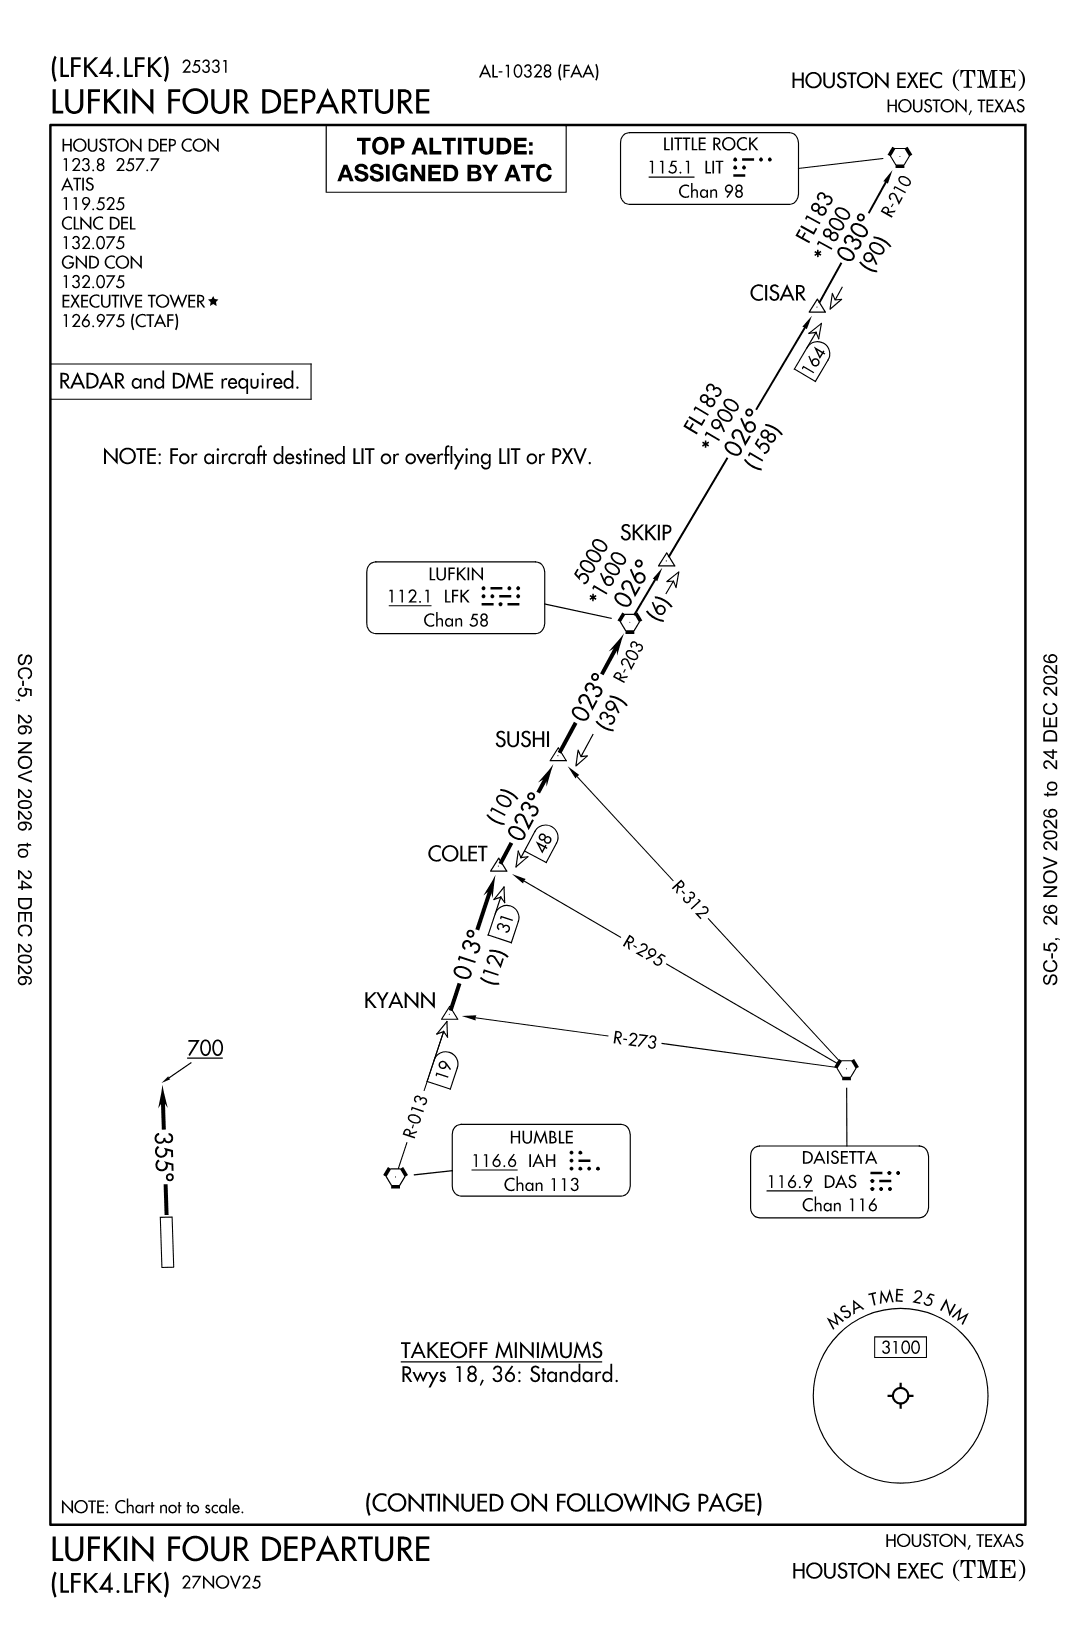 (LFK4.LFK) 25331
AL-10328 (FAA)
HOUSTON EXEC (TME)
LUFKIN FOUR DEPARTURE
HOUSTON, TEXAS
HOUSTON DEP CON
123.8 257.7
ATIS
119.525
CLNC DEL
132.075
GND CON
132.075
EXECUTIVE TOWER★
126.975 (CTAF)
TOP ALTITUDE:
ASSIGNED BY ATC
LITTLE ROCK
115.1 LIT
Chan 98
R-210
FL183
*1800
030°
(90)
CISAR
164
RADAR and DME required.
FL183
*1900
026°
(158)
NOTE: For aircraft destined LIT or overflying LIT or PXV.
SKKIP
5000
*1600
026°
(6)
LUFKIN
112.1 LFK
Chan 58
R-203
023°
(39)
SUSHI
(10)
023°
48
COLET
R-312
R-295
31
013°
(12)
KYANN
R-273
19
R-013
700
355°
HUMBLE
116.6 IAH
Chan 113
DAISETTA
116.9 DAS
Chan 116
MSA TME 25 NM
3100
TAKEOFF MINIMUMS
Rwys 18, 36: Standard.
NOTE: Chart not to scale.
(CONTINUED ON FOLLOWING PAGE)
SC-5, 26 NOV 2026 to 24 DEC 2026
SC-5, 26 NOV 2026 to 24 DEC 2026
LUFKIN FOUR DEPARTURE
HOUSTON, TEXAS
(LFK4.LFK) 27NOV25
HOUSTON EXEC (TME)